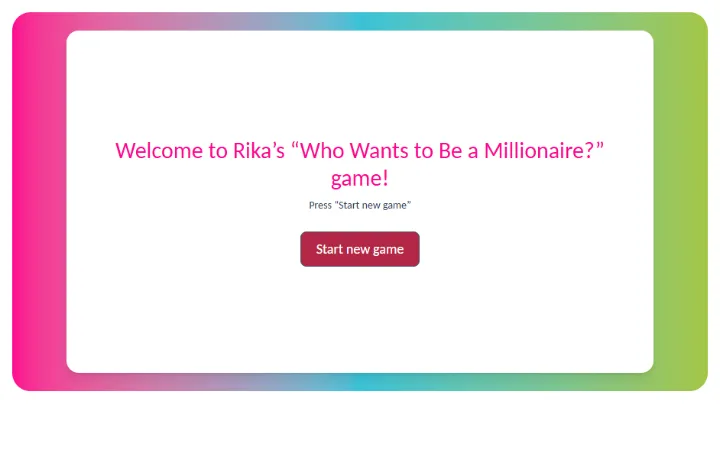 Welcome to Rika’s “Who Wants to Be a Millionaire?”
game!
Press "Start new game"
Start new game